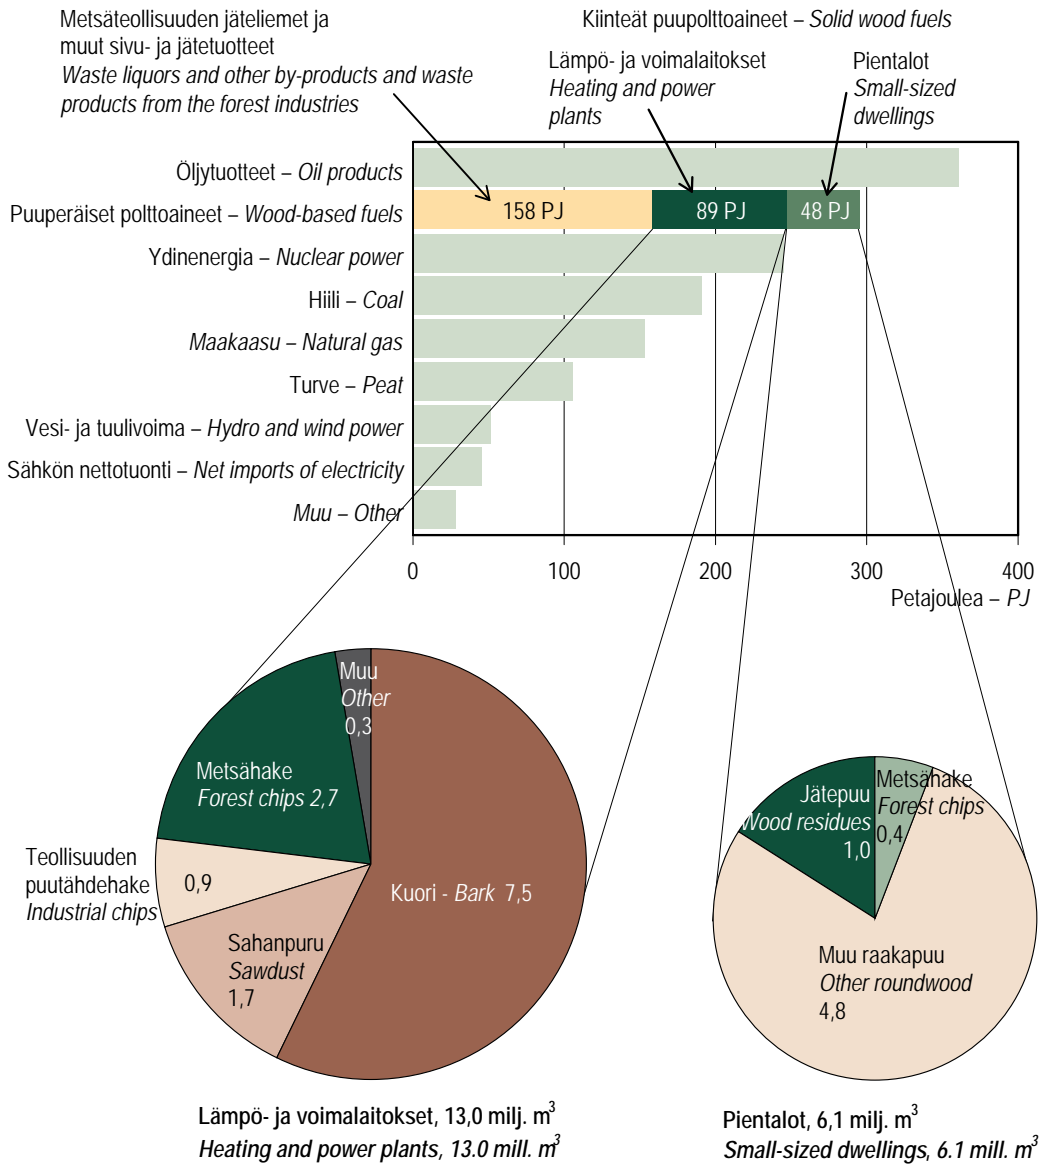 Metsäteollisuuden jäteliemet ja
muut sivu- ja jätetuotteet
Waste liquors and other by-products and waste
products from the forest industries
Kiinteät puupolttoaineet – Solid wood fuels
Lämpö- ja voimalaitokset
Heating and power
plants
Pientalot
Small-sized
dwellings
Öljytuotteet – Oil products
Puuperäiset polttoaineet – Wood-based fuels
158 PJ
89 PJ
48 PJ
Ydinenergia – Nuclear power
Hiili – Coal
Maakaasu – Natural gas
Turve – Peat
Vesi- ja tuulivoima – Hydro and wind power
Sähkön nettotuonti – Net imports of electricity
Muu – Other
0
100
200
300
400
Petajoulea – PJ
Muu
Other
0,3
Metsähake
Forest chips 2,7
Teollisuuden
puutähdehake
Industrial chips
0,9
Kuori - Bark 7,5
Sahanpuru
Sawdust
1,7
Lämpö- ja voimalaitokset, 13,0 milj. m³
Heating and power plants, 13.0 mill. m³
Jätepuu
Wood residues
1,0
Metsähake
Forest chips
0,4
Muu raakapuu
Other roundwood
4,8
Pientalot, 6,1 milj. m³
Small-sized dwellings, 6.1 mill. m³